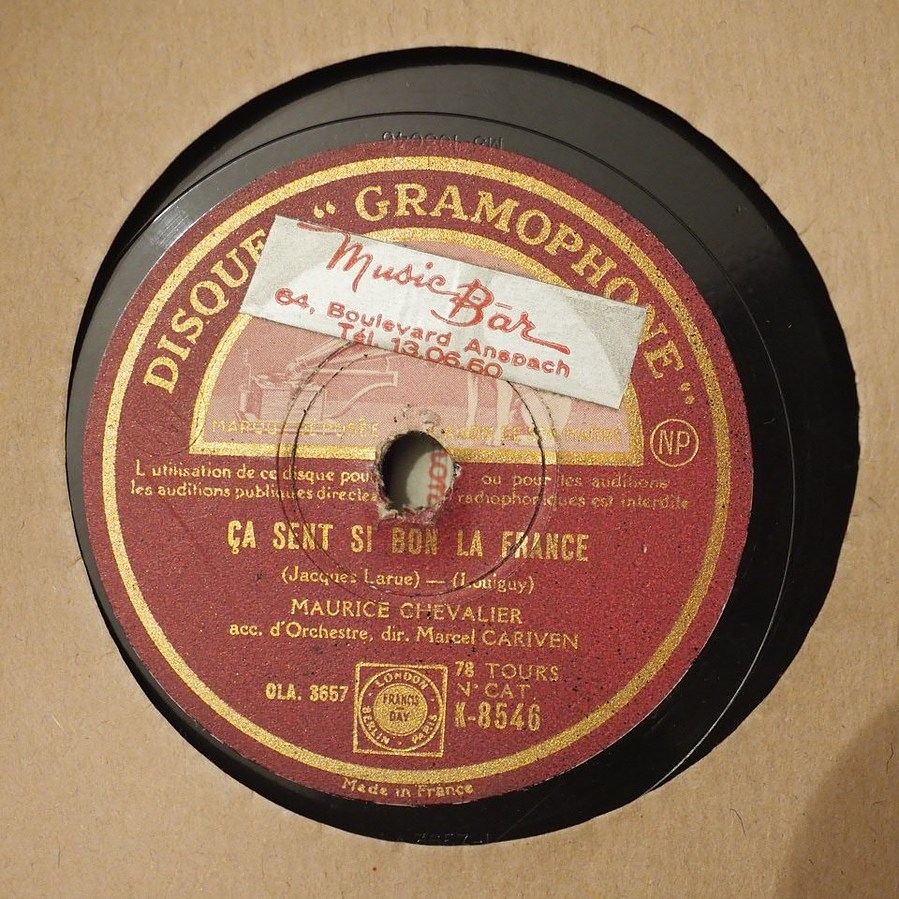 DISQUE "GRAMOPHONE"
Music Bar
64, Boulevard Anspach
Tél. 13.06.60
MARQUE DÉPOSÉE
NP
L'utilisation de ce disque pour ou pour les auditions
les auditions publiques directes radiophoniques est interdite
ÇA SENT SI BON LA FRANCE
(Jacques Larue) — (Louiguy)
MAURICE CHEVALIER
acc. d'Orchestre, dir. Marcel CARIVEN
OLA. 3657
LONDON
FRANCIS
DAY
BERLIN PARIS
78 TOURS
N° CAT.
K-8546
Made in France